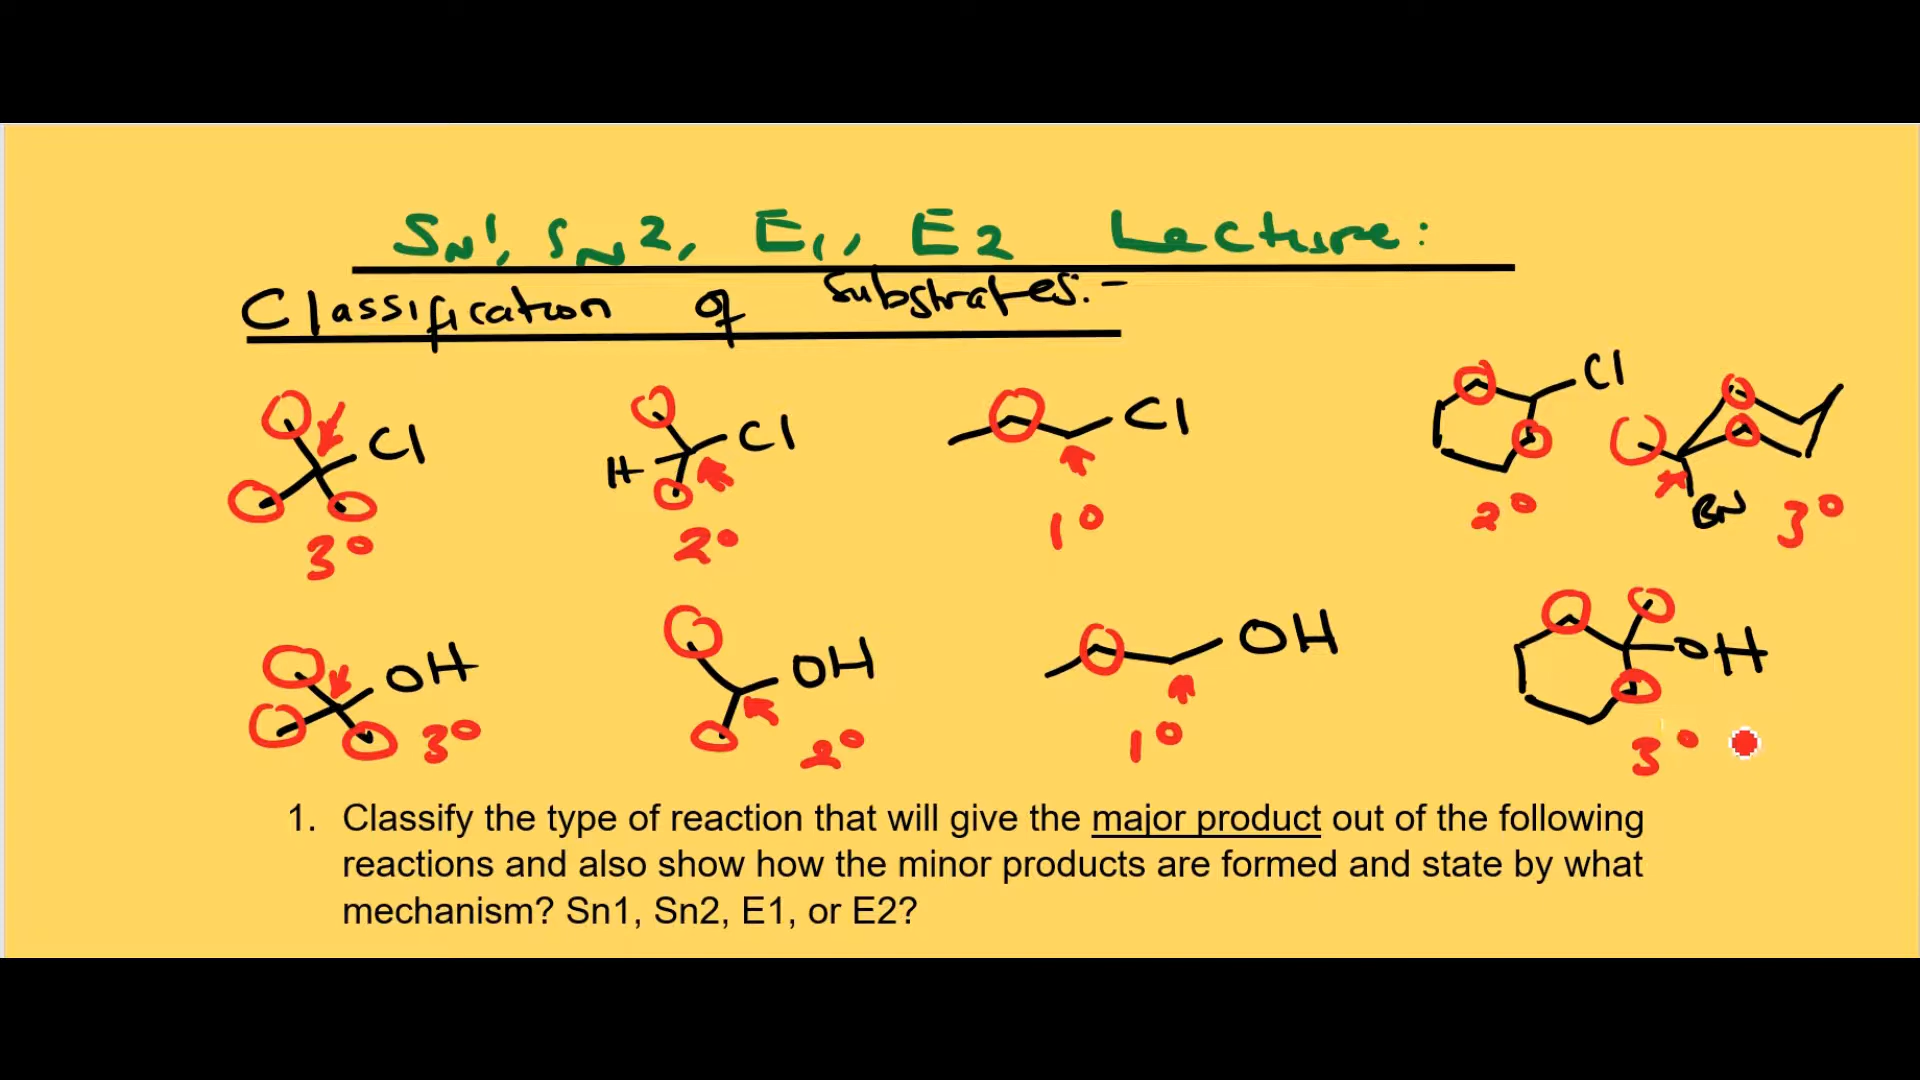 SN1, SN2, E1, E2 Lecture:
Classification of Substrates:-
Cl
H Cl
Cl
Cl
Br
3° 2° 1° 2° 3°
OH OH OH OH
3° 2° 1° 3°
1. Classify the type of reaction that will give the major product out of the following
reactions and also show how the minor products are formed and state by what
mechanism? Sn1, Sn2, E1, or E2?